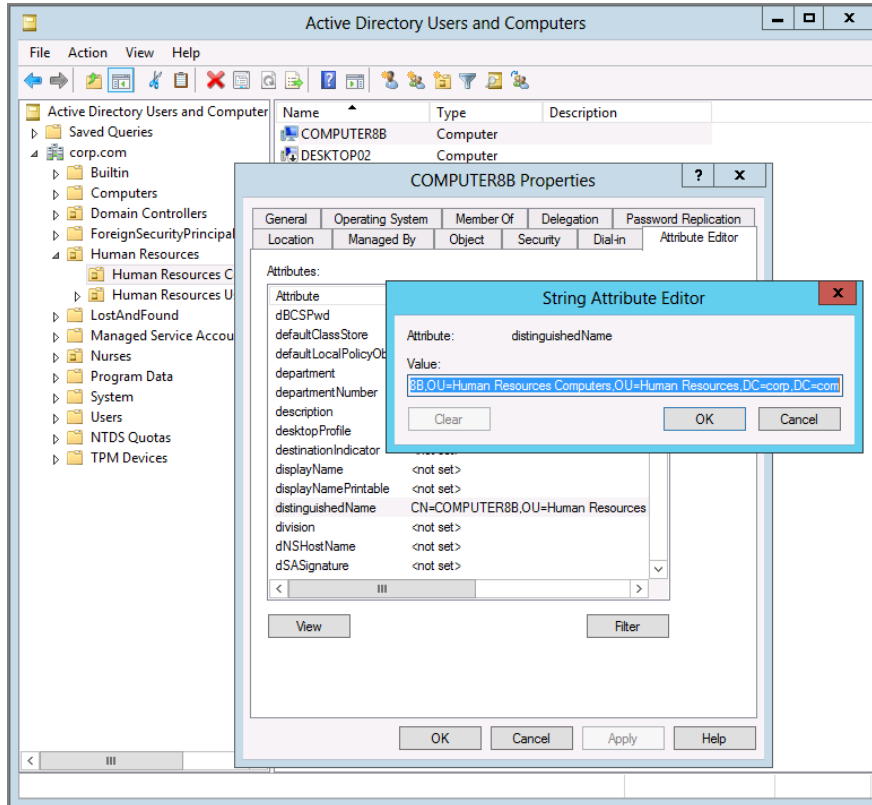 Active Directory Users and Computers
File Action View Help
Active Directory Users and Computer
Saved Queries
corp.com
Builtin
Computers
Domain Controllers
ForeignSecurityPrincipal
Human Resources
Human Resources C
Human Resources U
LostAndFound
Managed Service Accou
Nurses
Program Data
System
Users
NTDS Quotas
TPM Devices
Name Type Description
COMPUTER8B Computer
DESKTOP02 Computer
COMPUTER8B Properties
? x
General Operating System Member Of Delegation Password Replication
Location Managed By Object Security Dial-in Attribute Editor
Attributes:
Attribute
dBCSPwd
defaultClassStore
defaultLocalPolicyOb
department
departmentNumber
description
desktopProfile
destinationIndicator
displayName <not set>
displayNamePrintable <not set>
distinguishedName CN=COMPUTER8B,OU=Human Resources
division <not set>
dNSHostName <not set>
dSASignature <not set>
View Filter
OK Cancel Apply Help
String Attribute Editor
x
Attribute: distinguishedName
Value:
8B,OU=Human Resources Computers,OU=Human Resources,DC=corp,DC=com
Clear OK Cancel